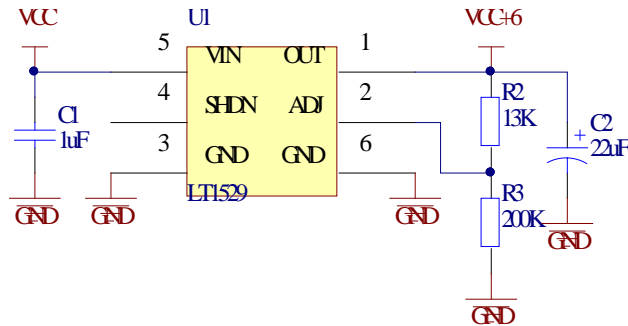 VCC
U1
VCC+6
5
VIN
OUT
1
4
SHDN
ADJ
2
3
GND
GND
6
LT1529
C1
1uF
R2
13K
C2
+
22uF
R3
200K
GND
GND
GND
GND
GND